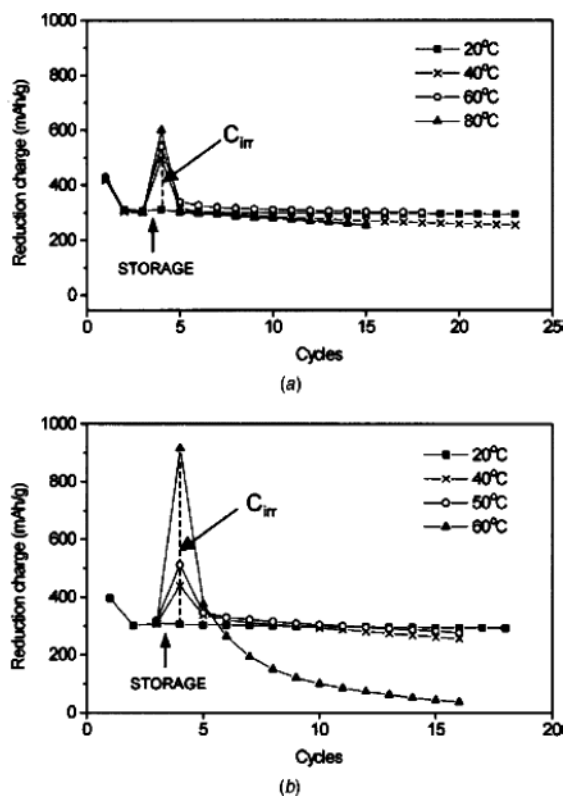 1000
800
600
400
200
0
Reduction charge (mAh/g)
20°C
40°C
60°C
80°C
Cirr
STORAGE
0 5 10 15 20 25
Cycles
(a)
1000
800
600
400
200
0
Reduction charge (mAh/g)
20°C
40°C
50°C
60°C
Cirr
STORAGE
0 5 10 15 20
Cycles
(b)